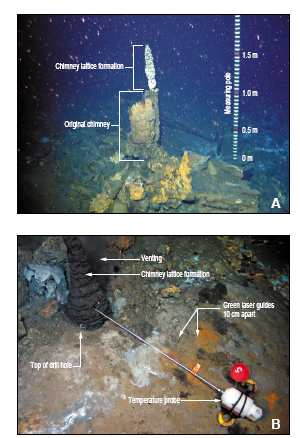 Chimney lattice formation
Original chimney
Measuring pole
1.5 m
1.0 m
0.5 m
0 m
A
Venting
Chimney lattice formation
Green laser guides
10 cm apart
Top of drill hole
Temperature probe
B